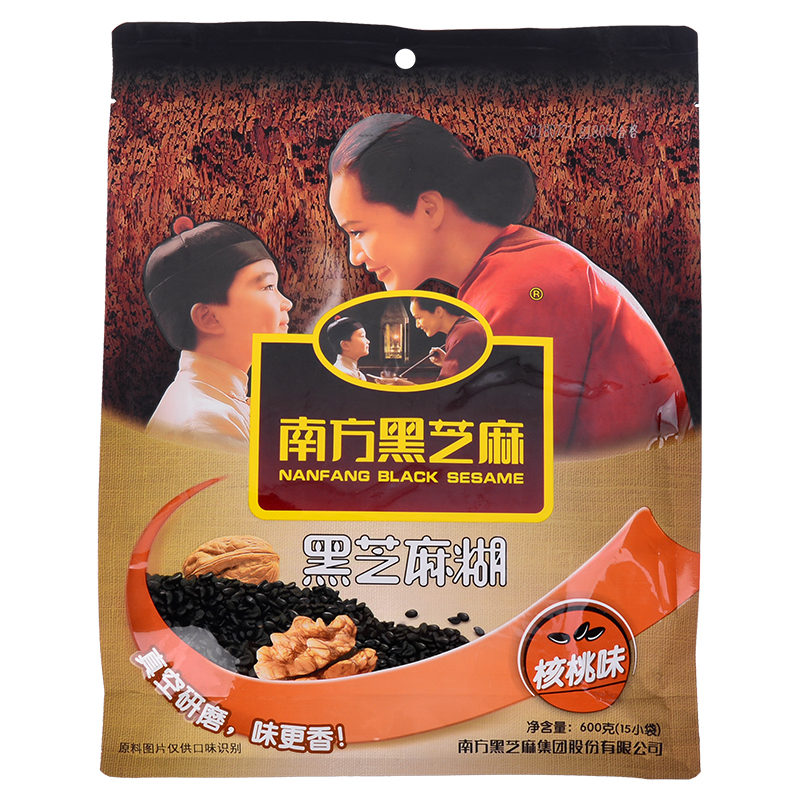 ®
南方黑芝麻
NANFANG BLACK SESAME
黑芝麻糊
核桃味
真空研磨，味更香！
净含量：600克(15小袋)
原料图片仅供口味识别
南方黑芝麻集团股份有限公司